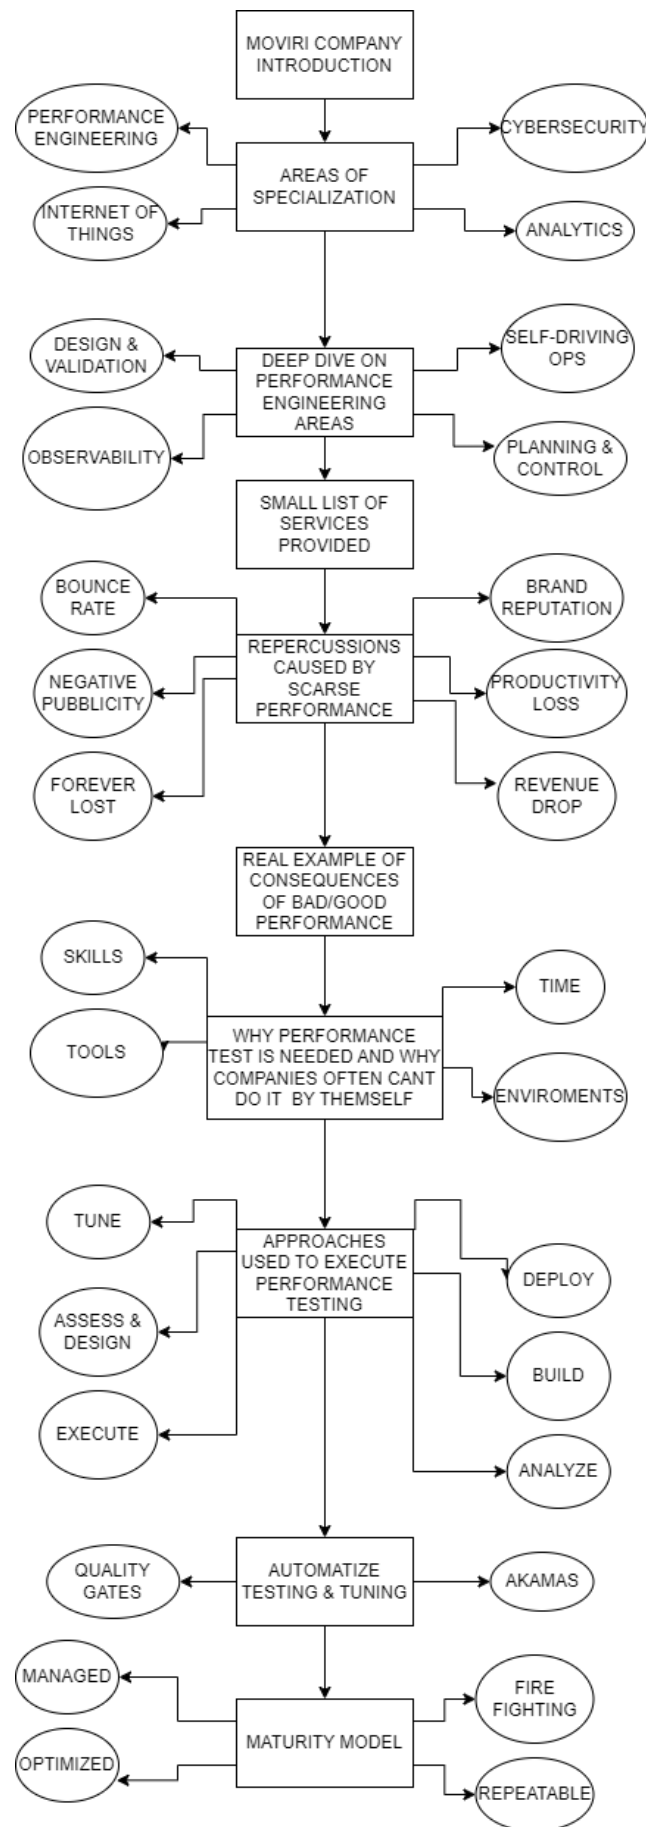 MOVIRI COMPANY
INTRODUCTION
PERFORMANCE
ENGINEERING
CYBERSECURITY
AREAS OF
SPECIALIZATION
INTERNET OF
THINGS
ANALYTICS
DESIGN &
VALIDATION
SELF-DRIVING
OPS
DEEP DIVE ON
PERFORMANCE
ENGINEERING
AREAS
OBSERVABILITY
PLANNING &
CONTROL
SMALL LIST OF
SERVICES
PROVIDED
BOUNCE
RATE
BRAND
REPUTATION
REPERCUSSIONS
CAUSED BY
SCARSE
PERFORMANCE
NEGATIVE
PUBBLICITY
PRODUCTIVITY
LOSS
FOREVER
LOST
REVENUE
DROP
REAL EXAMPLE OF
CONSEQUENCES
OF BAD/GOOD
PERFORMANCE
SKILLS
TIME
WHY PERFORMANCE
TEST IS NEEDED AND WHY
COMPANIES OFTEN CANT
DO IT BY THEMSELF
TOOLS
ENVIROMENTS
TUNE
APPROACHES
USED TO EXECUTE
PERFORMANCE
TESTING
DEPLOY
ASSESS &
DESIGN
BUILD
EXECUTE
ANALYZE
QUALITY
GATES
AUTOMATIZE
TESTING & TUNING
AKAMAS
MANAGED
FIRE
FIGHTING
MATURITY MODEL
OPTIMIZED
REPEATABLE